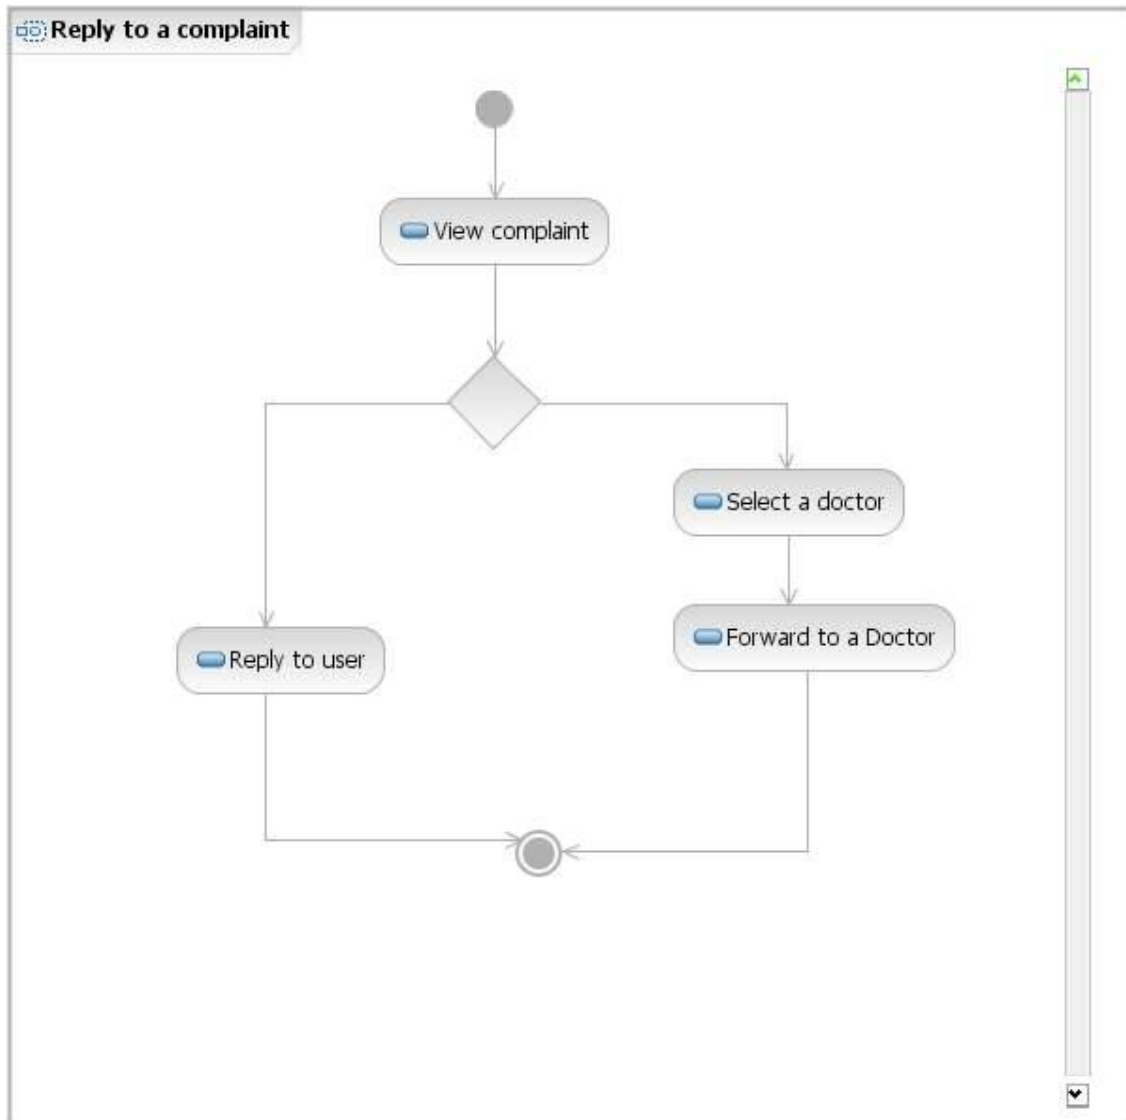 Reply to a complaint
View complaint
Select a doctor
Forward to a Doctor
Reply to user